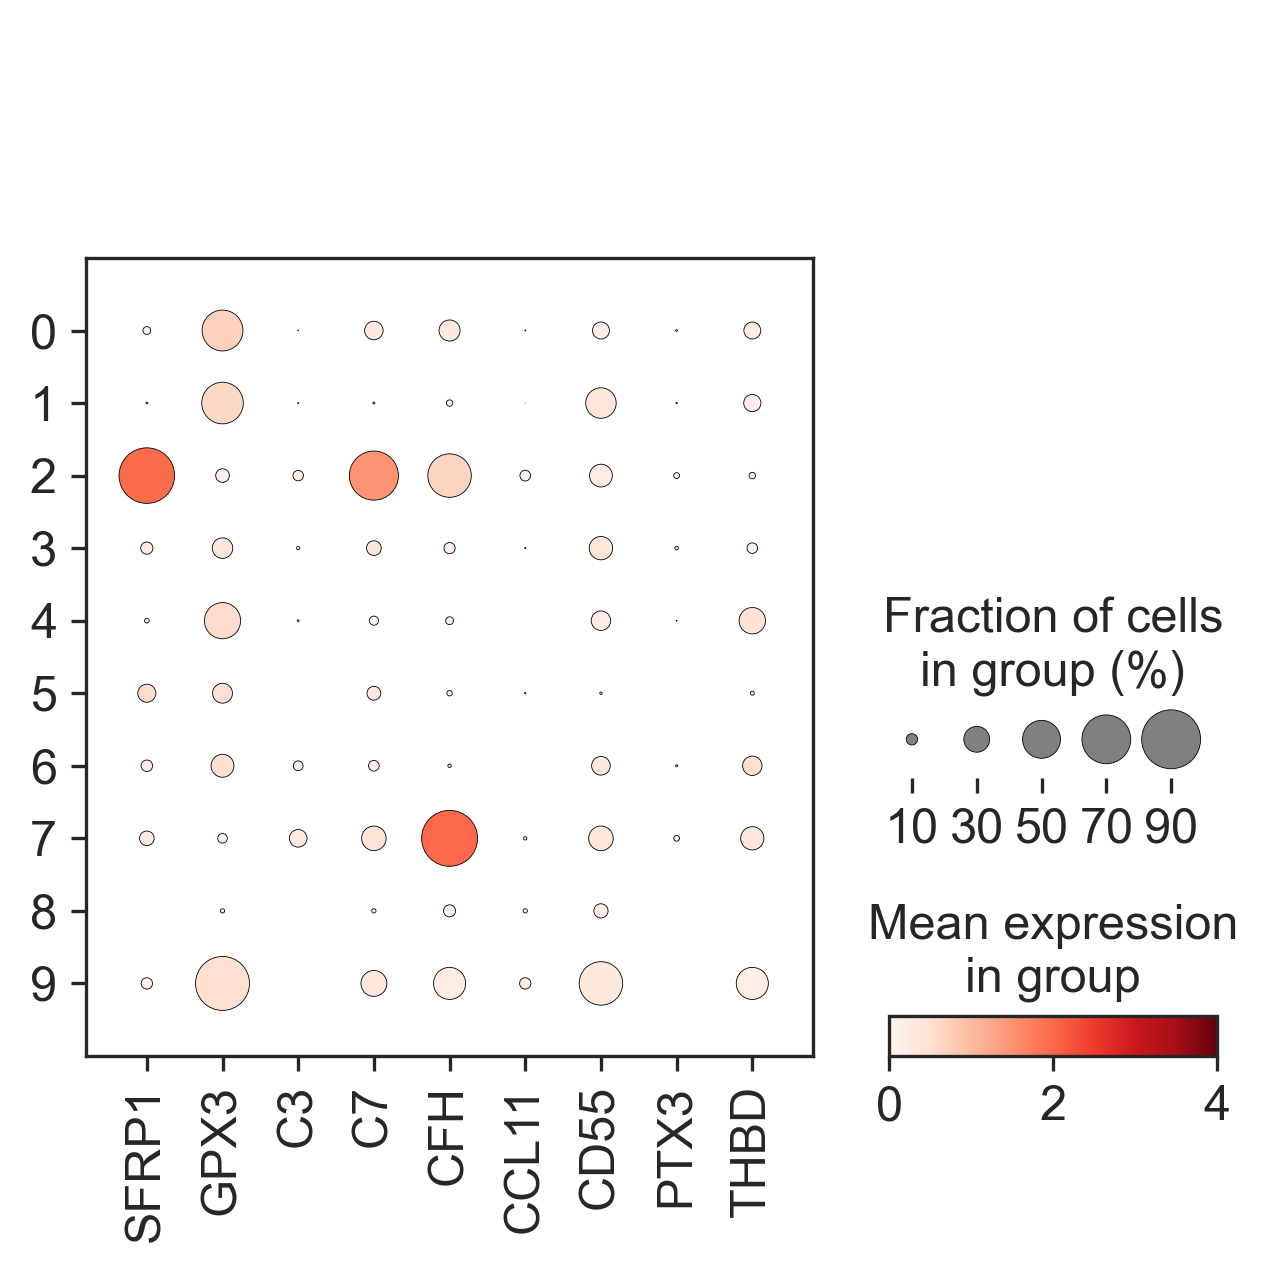 0
1
2
3
4
5
6
7
8
9
SFRP1
GPX3
C3
C7
CFH
CCL11
CD55
PTX3
THBD
Fraction of cells
in group (%)
10 30 50 70 90
Mean expression
in group
0 2 4